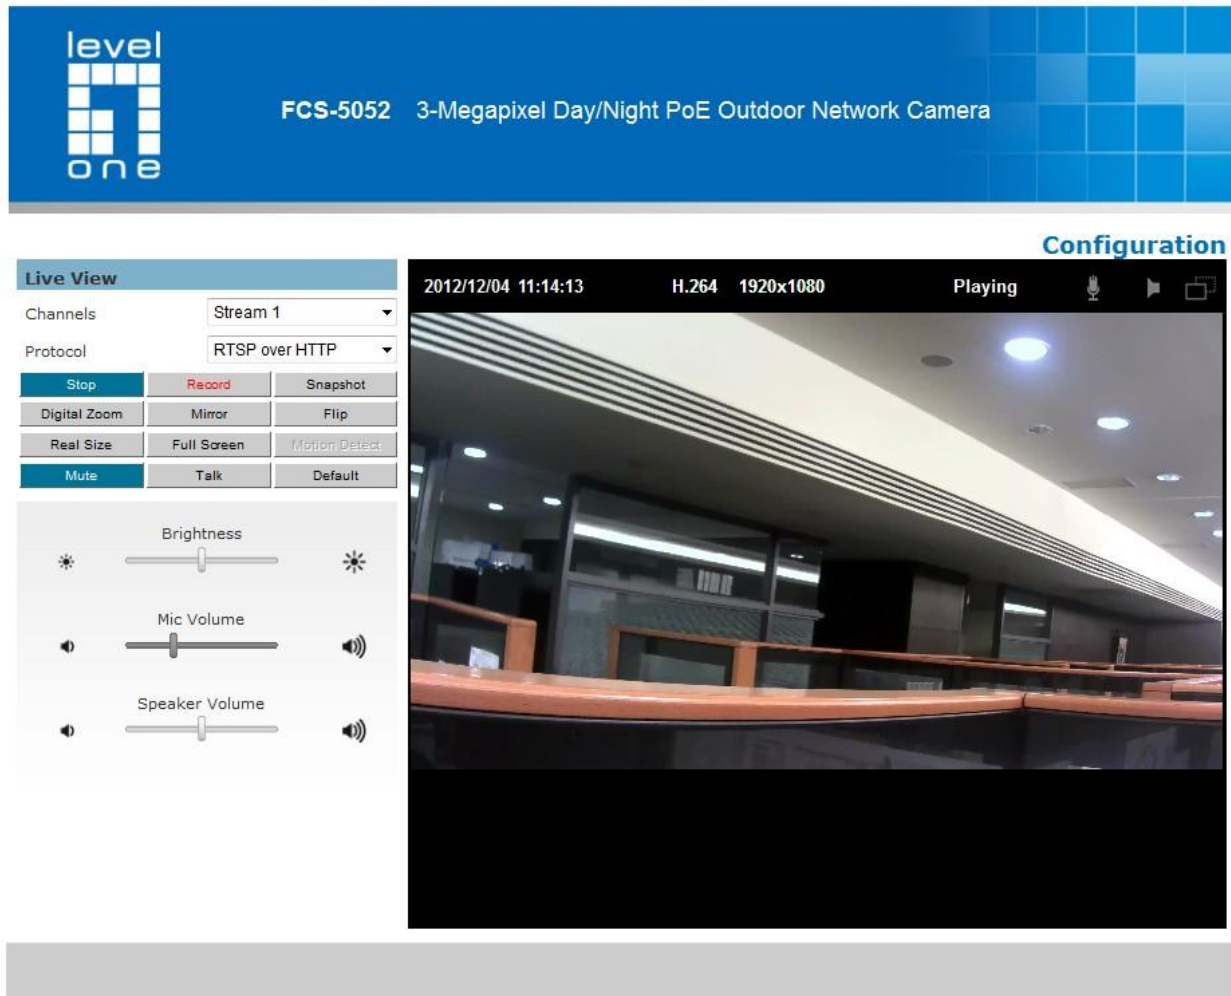 level
one
FCS-5052 3-Megapixel Day/Night PoE Outdoor Network Camera
Configuration
Live View
Channels Stream 1
Protocol RTSP over HTTP
Stop Record Snapshot
Digital Zoom Mirror Flip
Real Size Full Screen Motion Detect
Mute Talk Default
Brightness
Mic Volume
Speaker Volume
2012/12/04 11:14:13 H.264 1920x1080 Playing